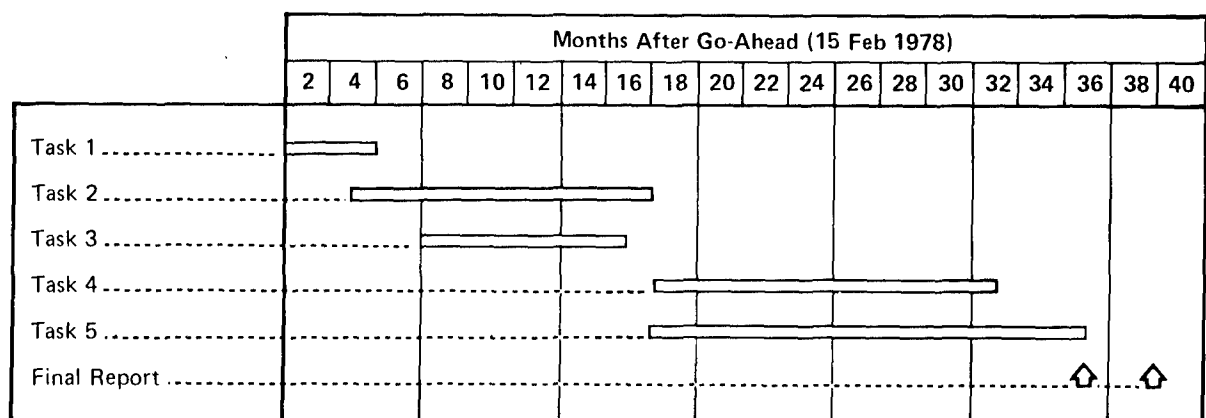 Months After Go-Ahead (15 Feb 1978)
2 4 6 8 10 12 14 16 18 20 22 24 26 28 30 32 34 36 38 40
Task 1
Task 2
Task 3
Task 4
Task 5
Final Report